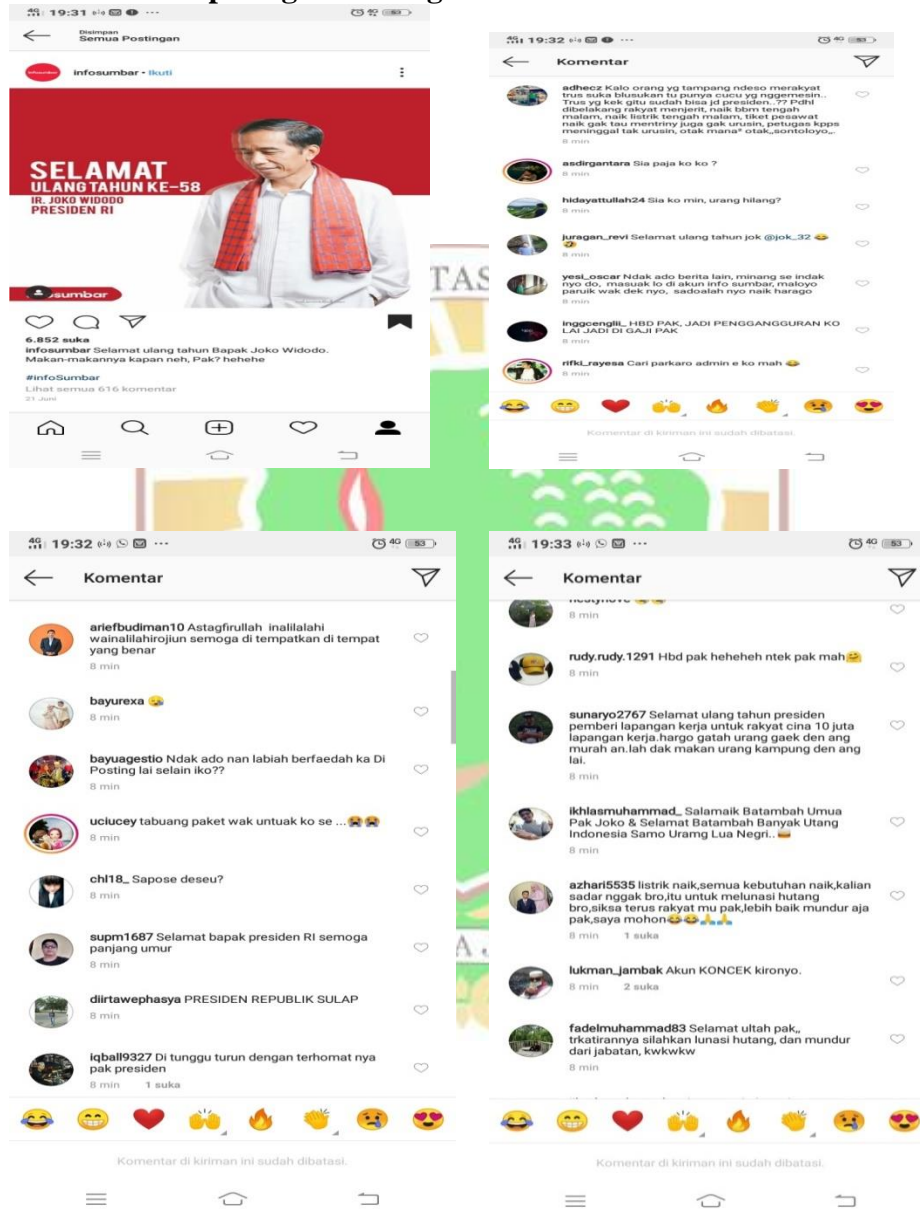 19:31
Disimpan
Semua Postingan
infosumbar • Ikuti
SELAMAT
ULANG TAHUN KE-58
IR. JOKO WIDODO
PRESIDEN RI
6.852 suka
infosumbar Selamat ulang tahun Bapak Joko Widodo.
Makan-makannya kapan neh, Pak? hehehe
#infoSumbar
Lihat semua 616 komentar
21 Juni
4G 19:32
Komentar
adhecz Kalo orang yg tampang ndeso merakyat
trus suka blusukan tu punya cucu yg nggemesin..
Trus yg kek gitu sudah bisa jd presiden..?? Pdhl
dibelakang rakyat menjerit, naik bbm tengah
malam, naik listrik tengah malam, tiket pesawat
naik gak tau mentriny juga gak urusin, petugas kpps
meninggal tak urusin, otak mana* otak,,sontoloyo,,.
8 min
asdirgantara Sia paja ko ko ?
8 min
hidayattullah24 Sia ko min, urang hilang?
8 min
juragan_revi Selamat ulang tahun jok @jok_32 😂
🤣
8 min
yesi_oscar Ndak ado berita lain, minang se indak
nyo do, masuak lo di akun info sumbar, maloyo
paruik wak dek nyo, sadoalah nyo naik harago
8 min
inggcenglii_ HBD PAK, JADI PENGGANGGURAN KO
LAI JADI DI GAJI PAK
8 min
rifki_rayesa Cari parkaro admin e ko mah 😂
8 min
Komentar di kiriman ini sudah dibatasi.
TAS
4G 19:32
4G 53
Komentar
ariefbudiman10 Astagfirullah inalilalahi
wainalilahirojiun semoga di tempatkan di tempat
yang benar
8 min
bayurexa 😪
8 min
bayuagestio Ndak ado nan labiah berfaedah ka Di
Posting lai selain iko??
8 min
uciucey tabuang paket wak untuak ko se ...😭😭
8 min
chl18_ Sapose deseu?
8 min
supm1687 Selamat bapak presiden RI semoga
panjang umur
8 min
diirtawephasya PRESIDEN REPUBLIK SULAP
8 min
iqball9327 Di tunggu turun dengan terhomat nya
pak presiden
8 min 1 suka
Komentar di kiriman ini sudah dibatasi.
4G 19:33
4G 53
Komentar
8 min
rudy.rudy.1291 Hbd pak heheheh ntek pak mah🤗
8 min
sunaryo2767 Selamat ulang tahun presiden
pemberi lapangan kerja untuk rakyat cina 10 juta
lapangan kerja.hargo gatah urang gaek den ang
murah an.lah dak makan urang kampung den ang
lai.
8 min
ikhlasmuhammad_ Salamaik Batambah Umua
Pak Joko & Selamat Batambah Banyak Utang
Indonesia Samo Uramg Lua Negri..🥃
8 min
azhari5535 listrik naik,semua kebutuhan naik,kalian
sadar nggak bro,itu untuk melunasi hutang
bro,siksa terus rakyat mu pak,lebih baik mundur aja
pak,saya mohon😂😂🙏🙏
8 min 1 suka
lukman_jambak Akun KONCEK kironyo.
8 min 2 suka
fadelmuhammad83 Selamat ultah pak,,
trkatirannya silahkan lunasi hutang, dan mundur
dari jabatan, kwkwkw
8 min
Komentar di kiriman ini sudah dibatasi.